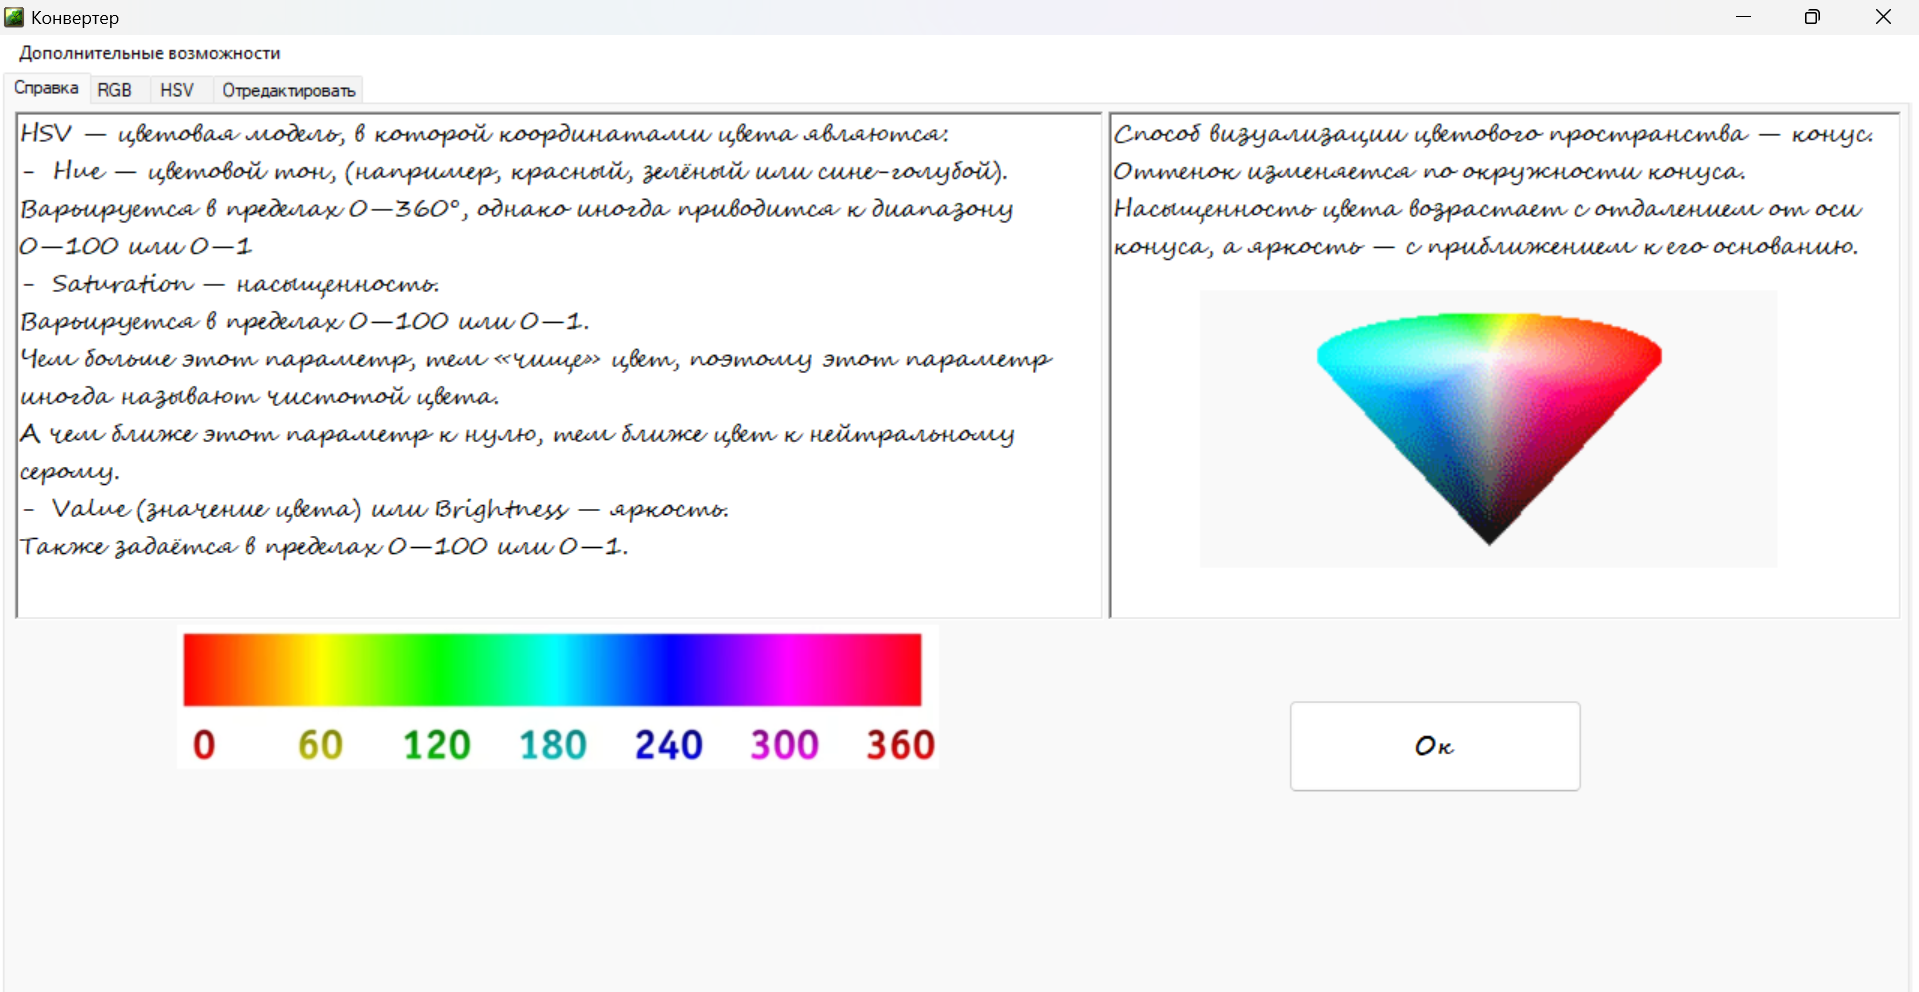 Конвертер
Дополнительные возможности
Справка RGB HSV Отредактировать
HSV — цветовая модель, в которой координатами цвета являются:
- Hue — цветовой тон, (например, красный, зелёный или сине-голубой).
Варьируется в пределах 0—360°, однако иногда приводится к диапазону
0—100 или 0—1
- Saturation — насыщенность.
Варьируется в пределах 0—100 или 0—1.
Чем больше этот параметр, тем «чище» цвет, поэтому этот параметр
иногда называют чистотой цвета.
А чем ближе этот параметр к нулю, тем ближе цвет к нейтральному
серому.
- Value (значение цвета) или Brightness — яркость.
Также задаётся в пределах 0—100 или 0—1.
Способ визуализации цветового пространства — конус.
Оттенок изменяется по окружности конуса.
Насыщенность цвета возрастает с отдалением от оси
конуса, а яркость — с приближением к его основанию.
0 60 120 180 240 300 360
Ок